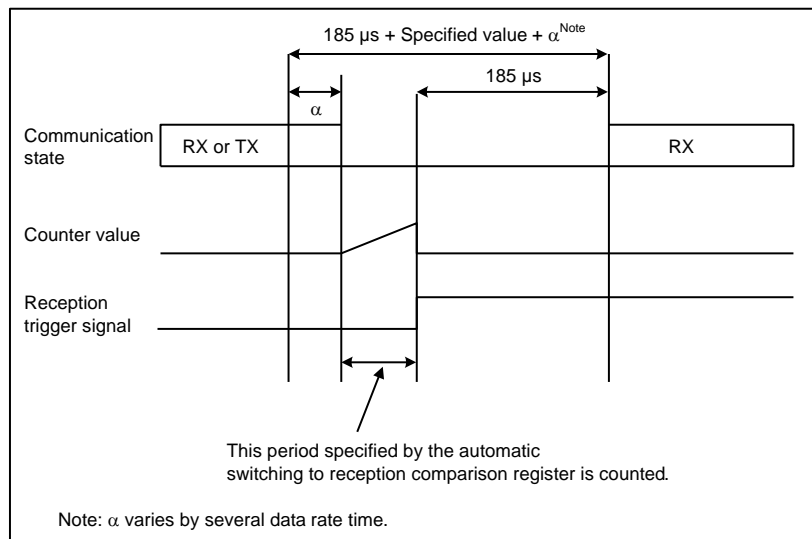 185 µs + Specified value + α^Note
185 µs
α
Communication
state
RX or TX
RX
Counter value
Reception
trigger signal
This period specified by the automatic
switching to reception comparison register is counted.
Note: α varies by several data rate time.